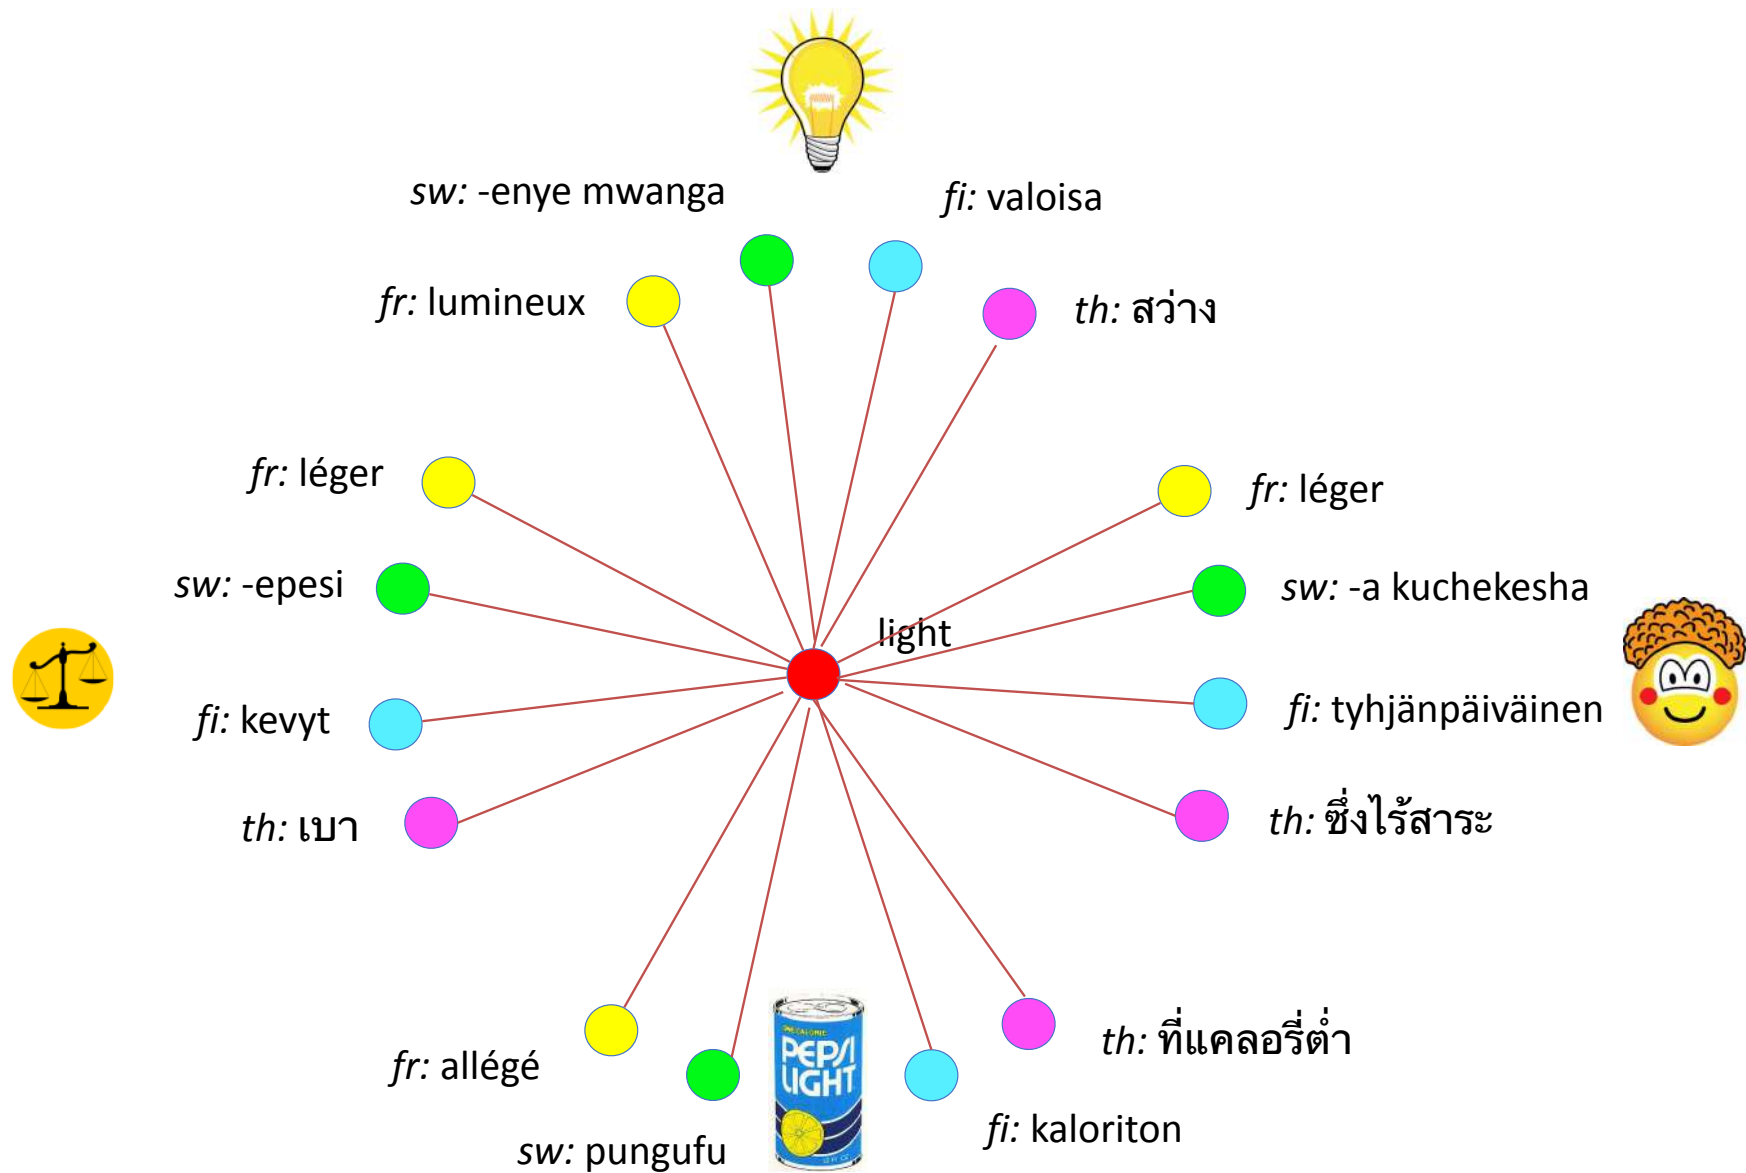 sw: -enye mwanga
fi: valoisa
fr: lumineux
th: สว่าง
fr: léger
fr: léger
sw: -epesi
sw: -a kuchekesha
light
fi: kevyt
fi: tyhjänpäiväinen
th: เบา
th: ซึ่งไร้สาระ
ONE CALORIE
PEPSI
LIGHT
th: ที่แคลอรี่ต่ำ
fr: allégé
fi: kaloriton
sw: pungufu